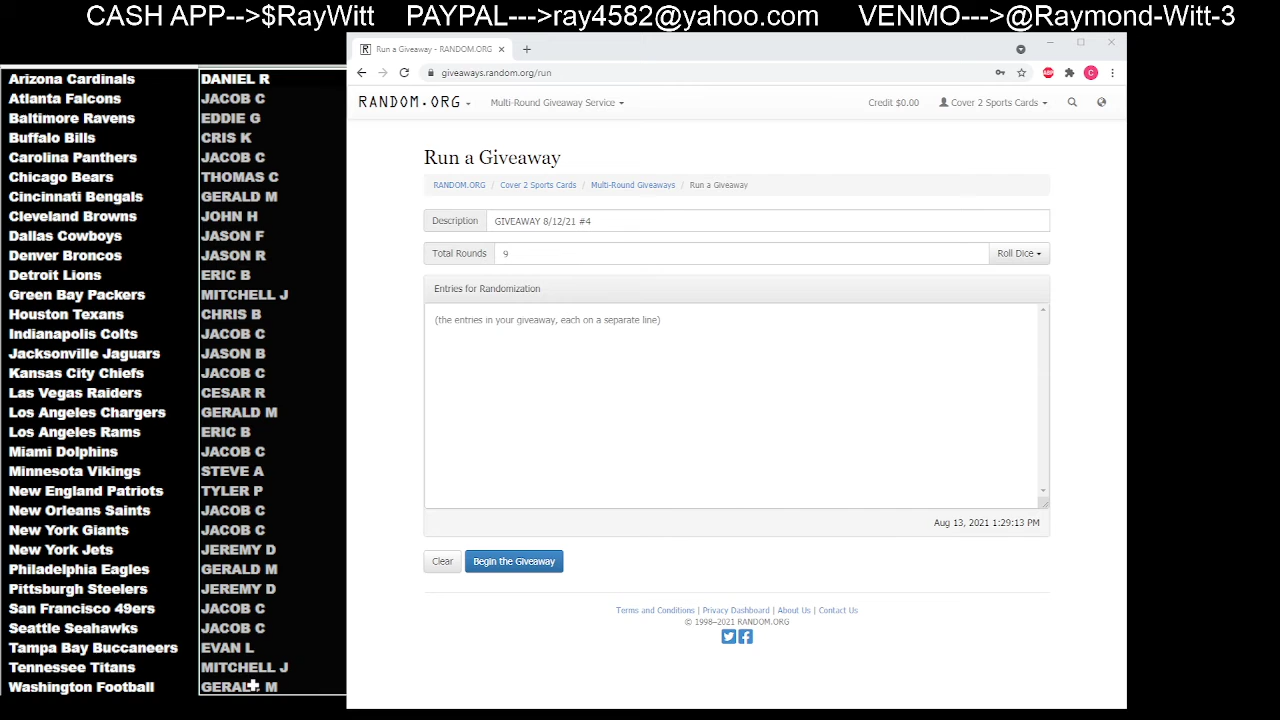 CASH APP-->$RayWitt PAYPAL--->ray4582@yahoo.com VENMO--->@Raymond-Witt-3
Arizona Cardinals DANIEL R
Atlanta Falcons JACOB C
Baltimore Ravens EDDIE G
Buffalo Bills CRIS K
Carolina Panthers JACOB C
Chicago Bears THOMAS C
Cincinnati Bengals GERALD M
Cleveland Browns JOHN H
Dallas Cowboys JASON F
Denver Broncos JASON R
Detroit Lions ERIC B
Green Bay Packers MITCHELL J
Houston Texans CHRIS B
Indianapolis Colts JACOB C
Jacksonville Jaguars JASON B
Kansas City Chiefs JACOB C
Las Vegas Raiders CESAR R
Los Angeles Chargers GERALD M
Los Angeles Rams ERIC B
Miami Dolphins JACOB C
Minnesota Vikings STEVE A
New England Patriots TYLER P
New Orleans Saints JACOB C
New York Giants JACOB C
New York Jets JEREMY D
Philadelphia Eagles GERALD M
Pittsburgh Steelers JEREMY D
San Francisco 49ers JACOB C
Seattle Seahawks JACOB C
Tampa Bay Buccaneers EVAN L
Tennessee Titans MITCHELL J
Washington Football GERALD M
Run a Giveaway - RANDOM.ORG
giveaways.random.org/run
ABP
C
RANDOM.ORG Multi-Round Giveaway Service Credit $0.00 Cover 2 Sports Cards
Run a Giveaway
RANDOM.ORG / Cover 2 Sports Cards / Multi-Round Giveaways / Run a Giveaway
Description GIVEAWAY 8/12/21 #4
Total Rounds 9 Roll Dice
Entries for Randomization
(the entries in your giveaway, each on a separate line)
Aug 13, 2021 1:29:13 PM
Clear Begin the Giveaway
Terms and Conditions | Privacy Dashboard | About Us | Contact Us
© 1998–2021 RANDOM.ORG